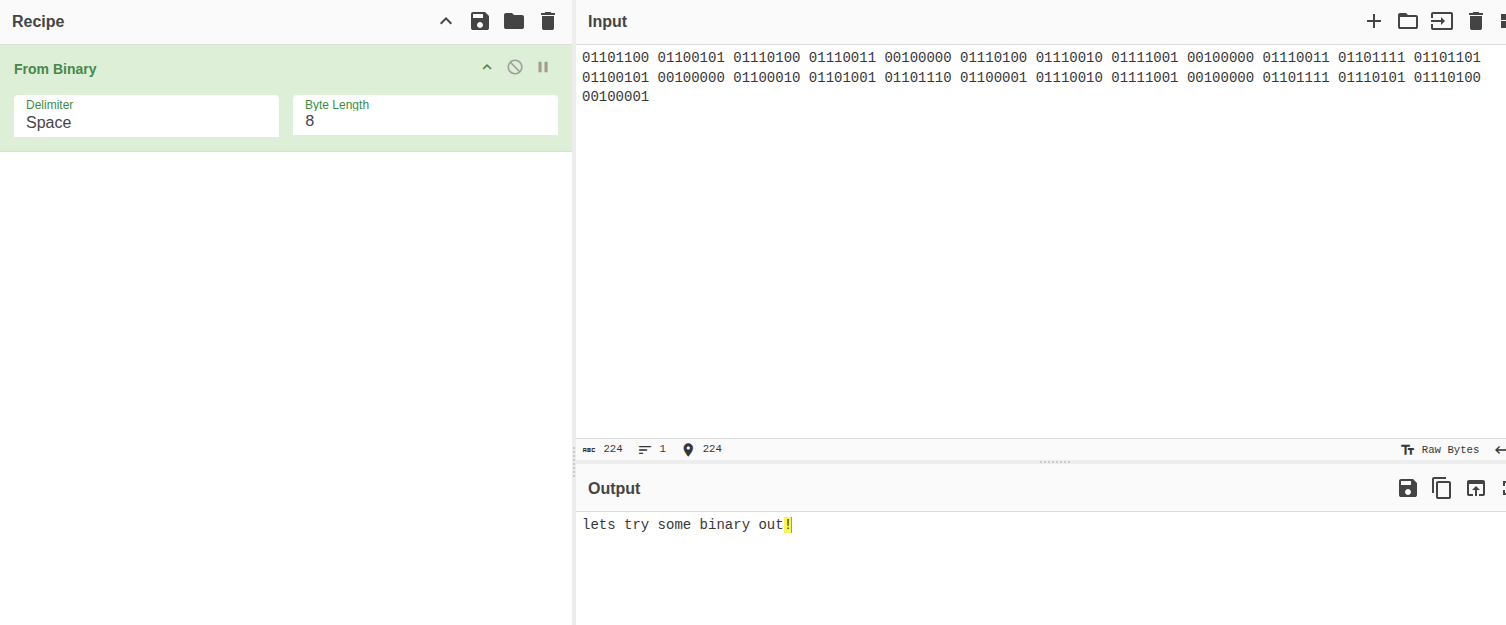 Recipe
From Binary
Delimiter
Space
Byte Length
8
Input
01101100 01100101 01110100 01110011 00100000 01110100 01110010 01111001 00100000 01110011 01101111 01101101
01100101 00100000 01100010 01101001 01101110 01100001 01110010 01111001 00100000 01101111 01110101 01110100
00100001
ABC 224 1 224
Tт Raw Bytes
Output
lets try some binary out!